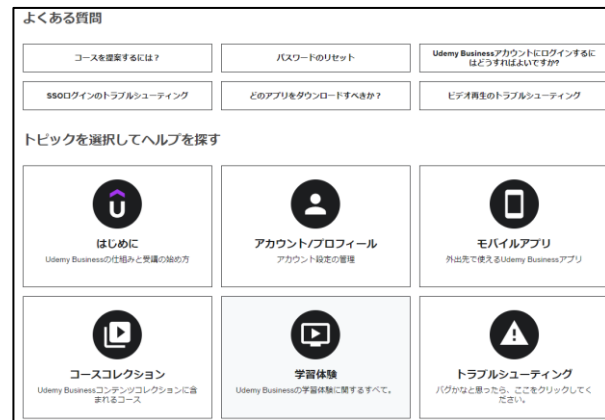 よくある質問
コースを提案するには？
パスワードのリセット
Udemy Businessアカウントにログインするに
はどうすればよいですか?
SSOログインのトラブルシューティング
どのアプリをダウンロードすべきか？
ビデオ再生のトラブルシューティング
トピックを選択してヘルプを探す
はじめに
Udemy Businessの仕組みと受講の始め方
アカウント/プロフィール
アカウント設定の管理
モバイルアプリ
外出先で使えるUdemy Businessアプリ
コースコレクション
Udemy Businessコンテンツコレクションに含
まれるコース
学習体験
Udemy Businessの学習体験に関するすべて。
トラブルシューティング
バグかなと思ったら、ここをクリックしてく
ださい。